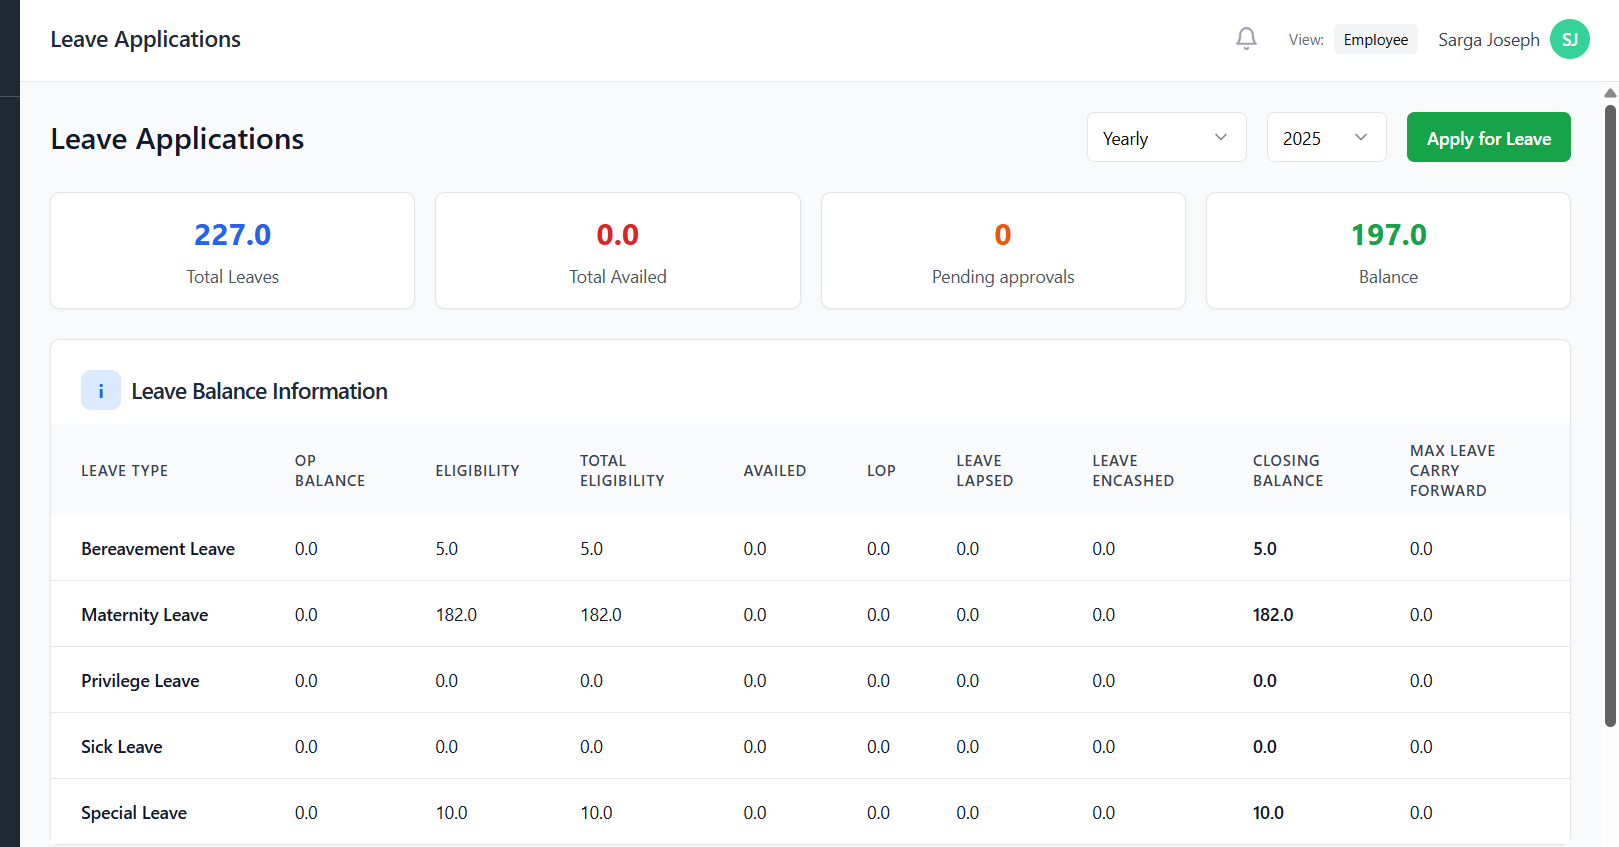 Leave Applications
View: Employee Sarga Joseph SJ
Leave Applications
Yearly 2025 Apply for Leave
227.0 0.0 0 197.0
Total Leaves Total Availed Pending approvals Balance
i Leave Balance Information
LEAVE TYPE OP BALANCE ELIGIBILITY TOTAL ELIGIBILITY AVAILED LOP LEAVE LAPSED LEAVE ENCASHED CLOSING BALANCE MAX LEAVE CARRY FORWARD
Bereavement Leave 0.0 5.0 5.0 0.0 0.0 0.0 0.0 5.0 0.0
Maternity Leave 0.0 182.0 182.0 0.0 0.0 0.0 0.0 182.0 0.0
Privilege Leave 0.0 0.0 0.0 0.0 0.0 0.0 0.0 0.0 0.0
Sick Leave 0.0 0.0 0.0 0.0 0.0 0.0 0.0 0.0 0.0
Special Leave 0.0 10.0 10.0 0.0 0.0 0.0 0.0 10.0 0.0